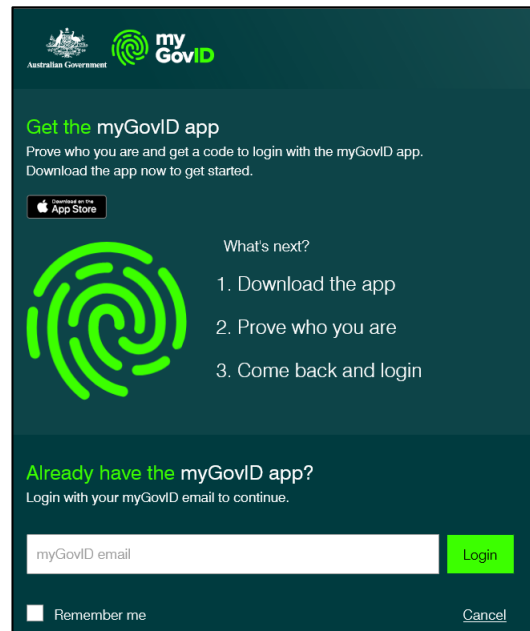 Australian Government
my
GovID
Get the myGovID app
Prove who you are and get a code to login with the myGovID app.
Download the app now to get started.
Download on the
App Store
What's next?
1. Download the app
2. Prove who you are
3. Come back and login
Already have the myGovID app?
Login with your myGovID email to continue.
myGovID email
Login
Remember me
Cancel